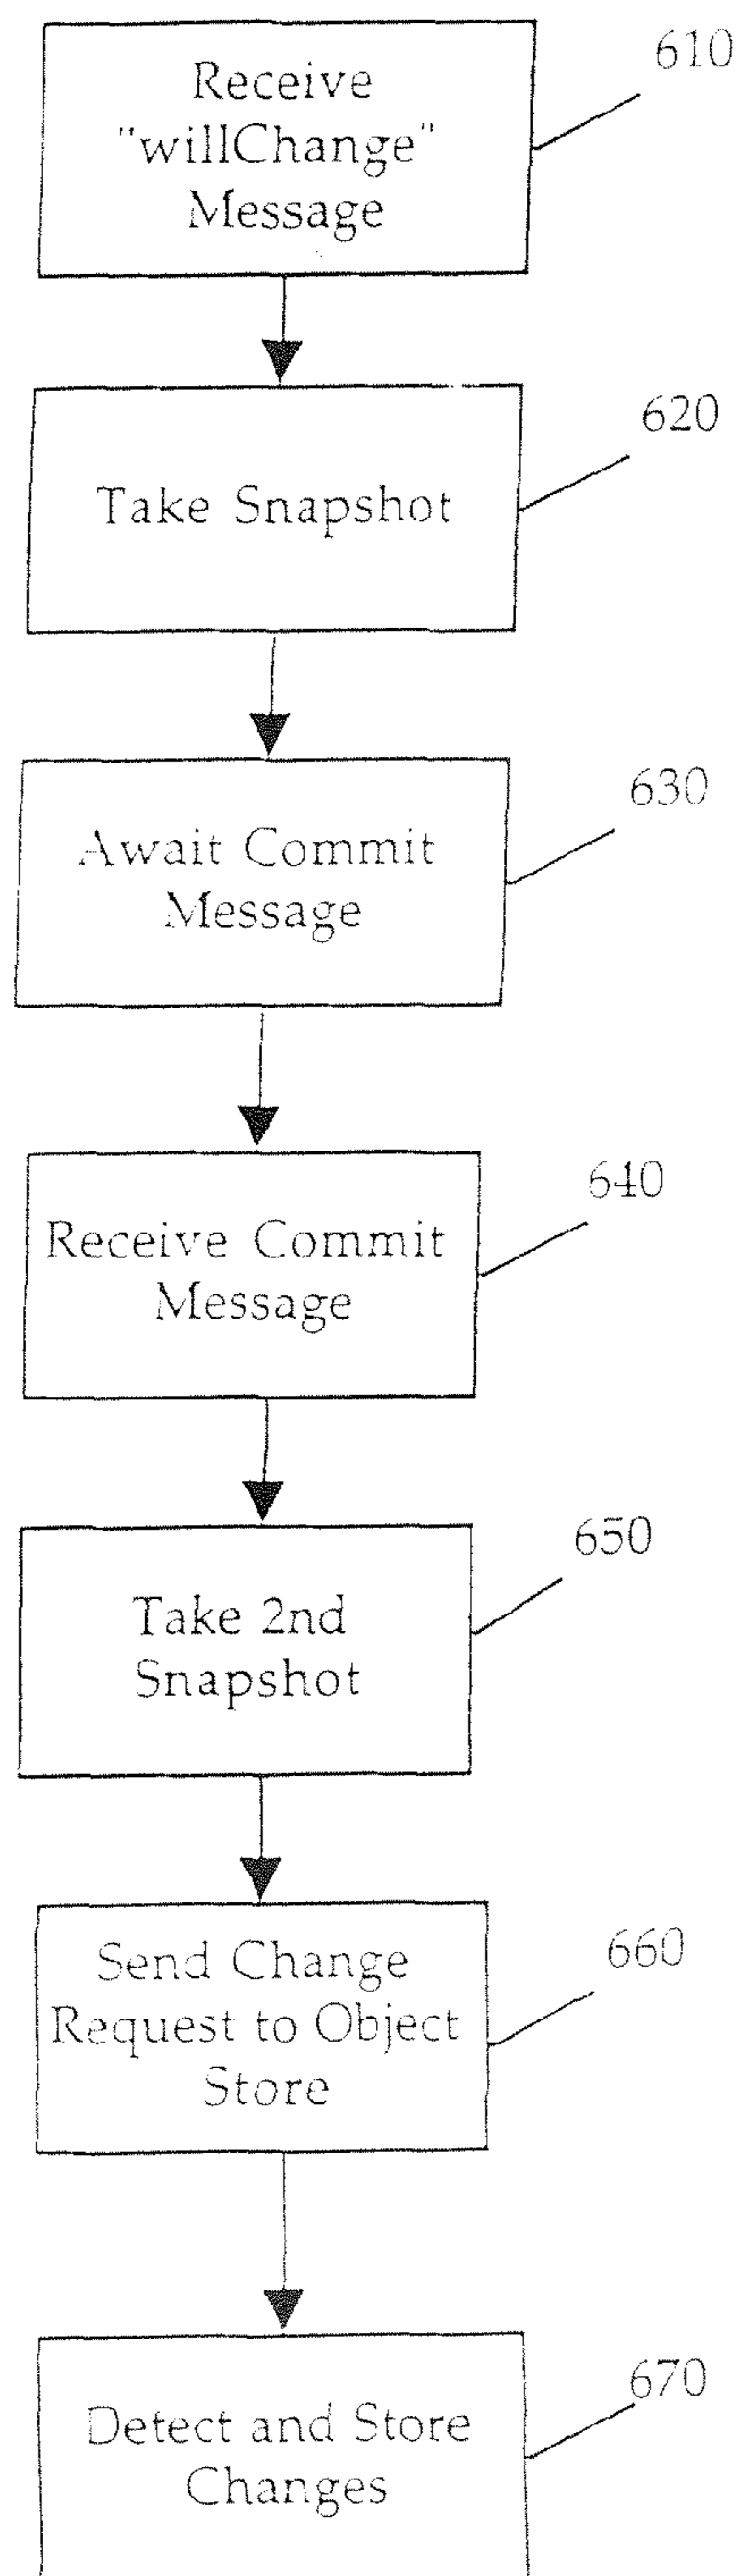 610
Receive
"willChange"
Message
620
Take Snapshot
630
Await Commit
Message
640
Receive Commit
Message
650
Take 2nd
Snapshot
660
Send Change
Request to Object
Store
670
Detect and Store
Changes